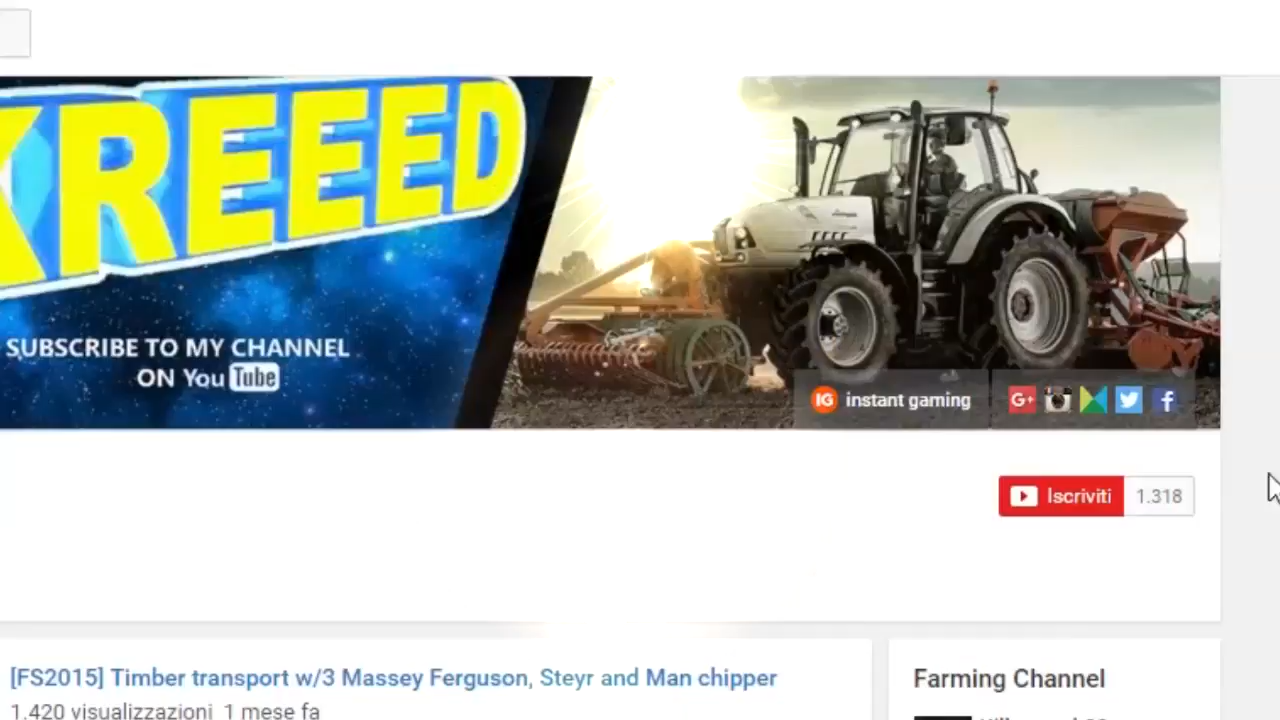 KREEED
SUBSCRIBE TO MY CHANNEL
ON YouTube
IG instant gaming
G+
Iscriviti 1.318
[FS2015] Timber transport w/3 Massey Ferguson, Steyr and Man chipper
1.420 visualizzazioni 1 mese fa
Farming Channel